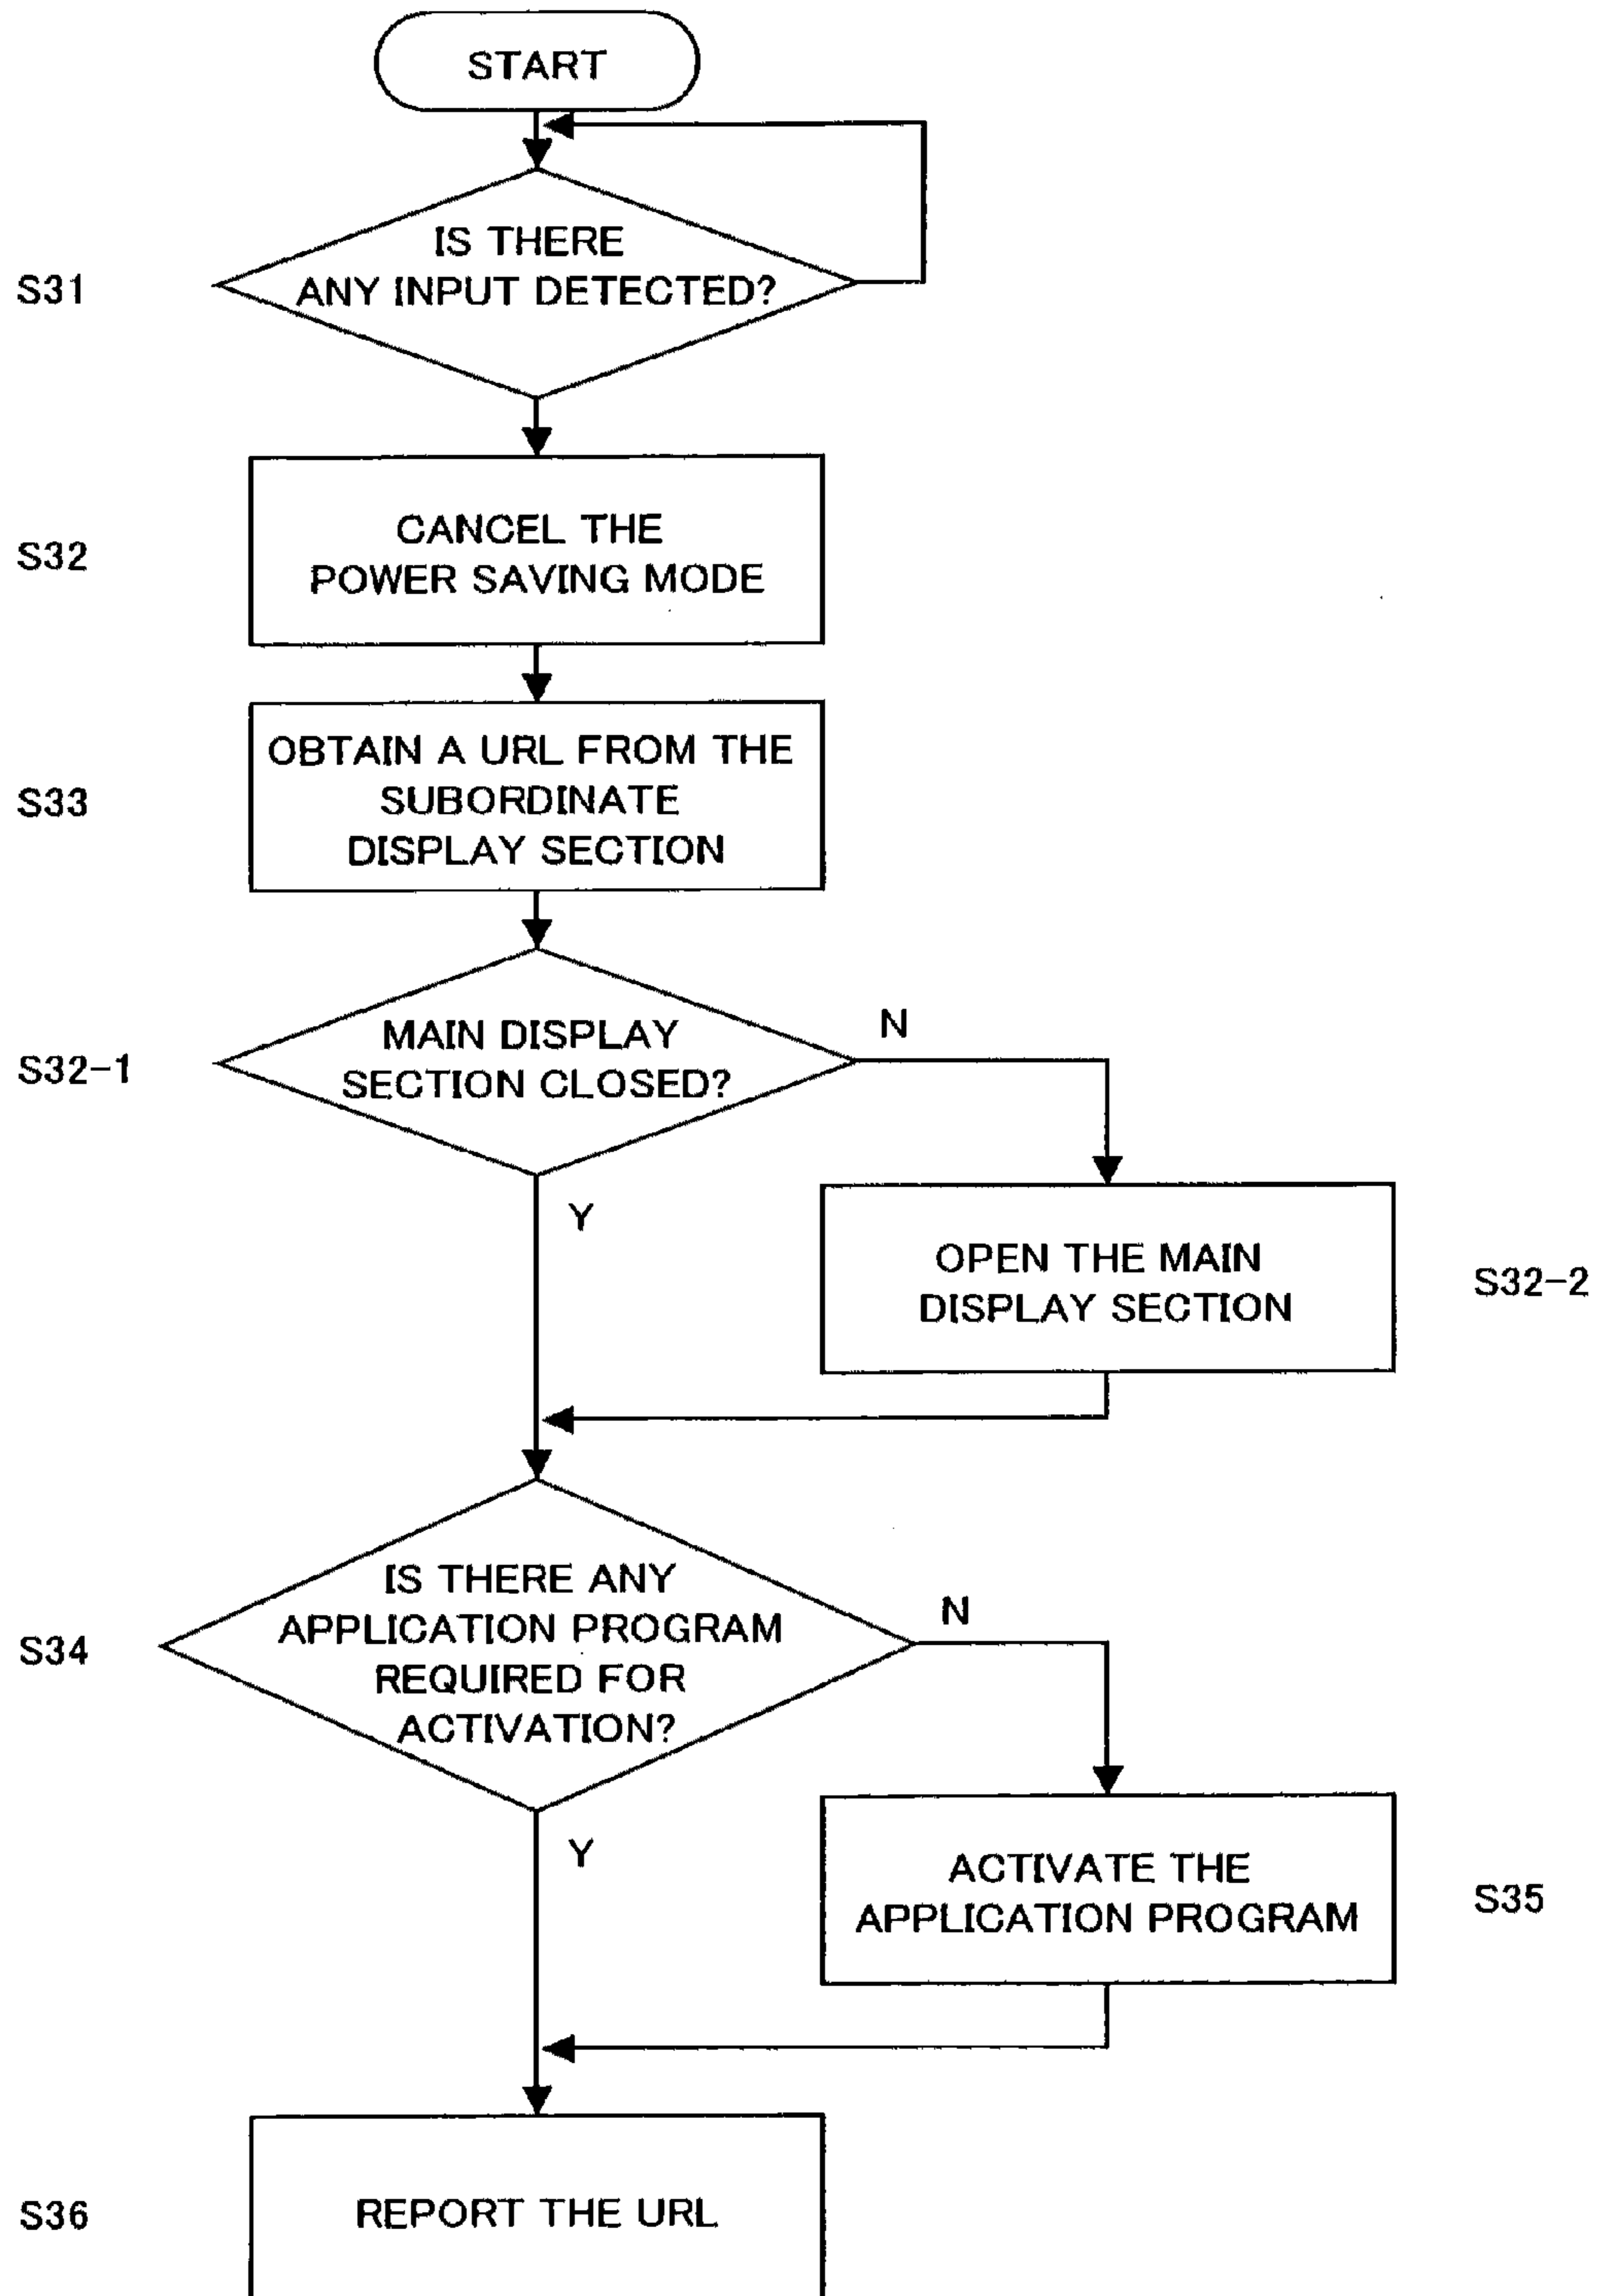 START
IS THERE
ANY INPUT DETECTED?
S31
CANCEL THE
POWER SAVING MODE
S32
OBTAIN A URL FROM THE
SUBORDINATE
DISPLAY SECTION
S33
MAIN DISPLAY
SECTION CLOSED?
S32-1
N
Y
OPEN THE MAIN
DISPLAY SECTION
S32-2
IS THERE ANY
APPLICATION PROGRAM
REQUIRED FOR
ACTIVATION?
S34
N
Y
ACTIVATE THE
APPLICATION PROGRAM
S35
REPORT THE URL
S36